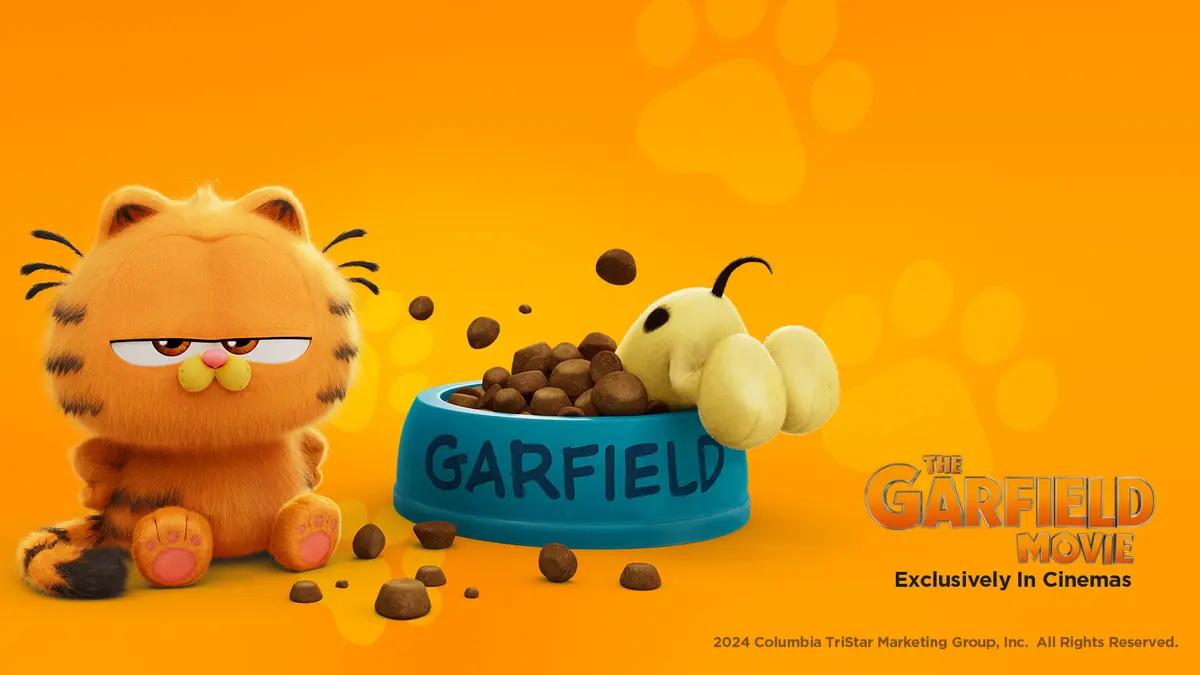 GARFIELD
THE
GARFIELD
MOVIE
Exclusively In Cinemas
2024 Columbia TriStar Marketing Group, Inc. All Rights Reserved.